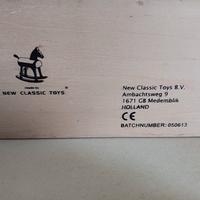 made by
NEW CLASSIC TOYS
New Classic Toys B.V.
Ambachtsweg 9
1671 GB Medemblik
HOLLAND
CE
BATCHNUMBER: 050613